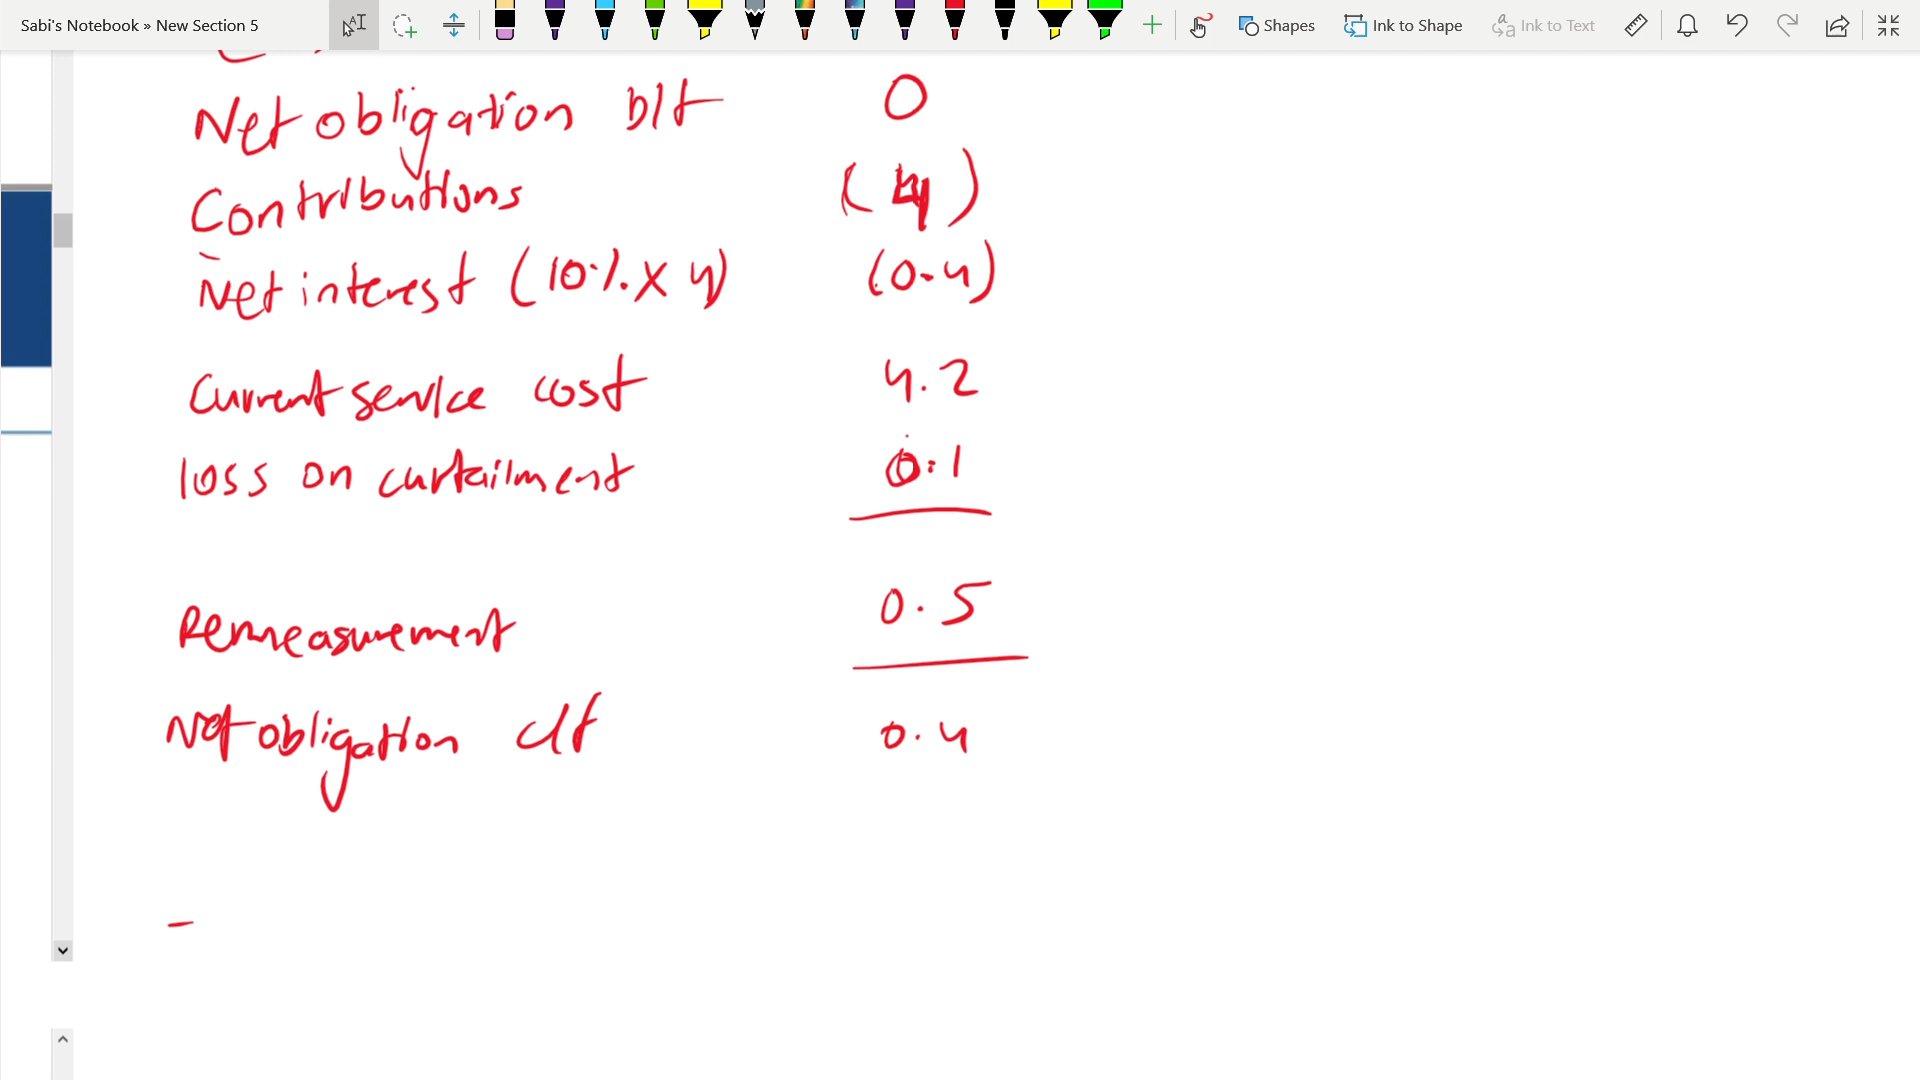 Sabi's Notebook » New Section 5
Shapes
Ink to Shape
Ink to Text
Net obligation b/f 0
Contributions (4)
Net interest (10% x 4) (0.4)
Current service cost 4.2
loss on curtailment 0.1
Remeasurement 0.5
Net obligation c/f 0.4